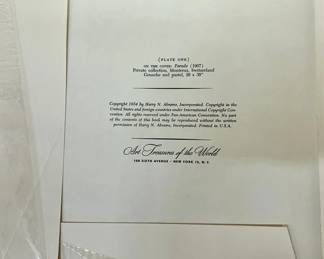 (PLATE ONE)
ON THE COVER: Parade (1907)
Private collection, Montreux, Switzerland
Gouache and pastel, 26 x 39"
Copyright 1954 by Harry N. Abrams, Incorporated. Copyright in the
United States and foreign countries under International Copyright Con-
vention. All rights reserved under Pan-American Convention. No part
of the contents of this book may be reproduced without the written
permission of Harry N. Abrams, Incorporated. Printed in U.S.A.
Art Treasures of the World
100 SIXTH AVENUE · NEW YORK 13, N. Y.